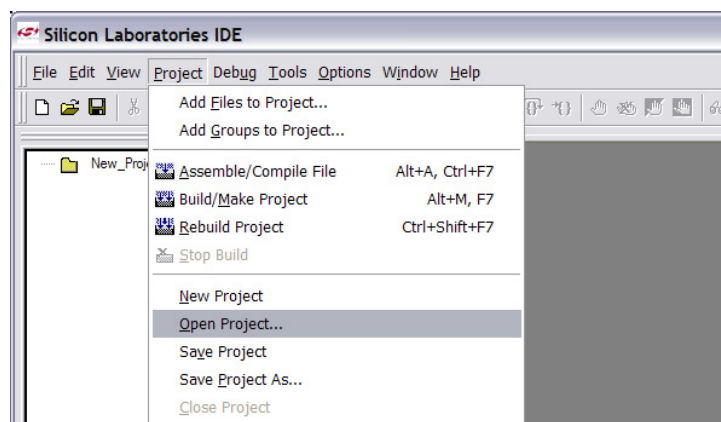 Silicon Laboratories IDE
File Edit View Project Debug Tools Options Window Help
Add Files to Project...
Add Groups to Project...
New_Proj
Assemble/Compile File Alt+A, Ctrl+F7
Build/Make Project Alt+M, F7
Rebuild Project Ctrl+Shift+F7
Stop Build
New Project
Open Project...
Save Project
Save Project As...
Close Project